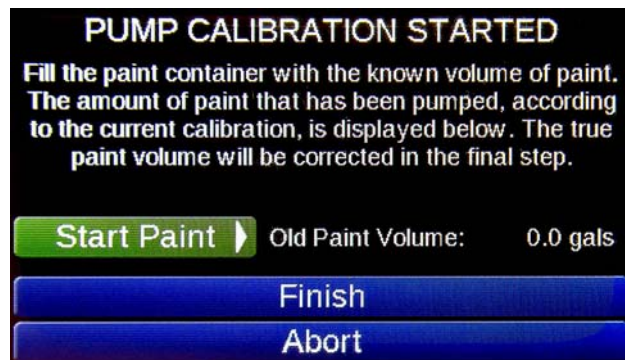 PUMP CALIBRATION STARTED
Fill the paint container with the known volume of paint.
The amount of paint that has been pumped, according
to the current calibration, is displayed below. The true
paint volume will be corrected in the final step.
Start Paint Old Paint Volume: 0.0 gals
Finish
Abort